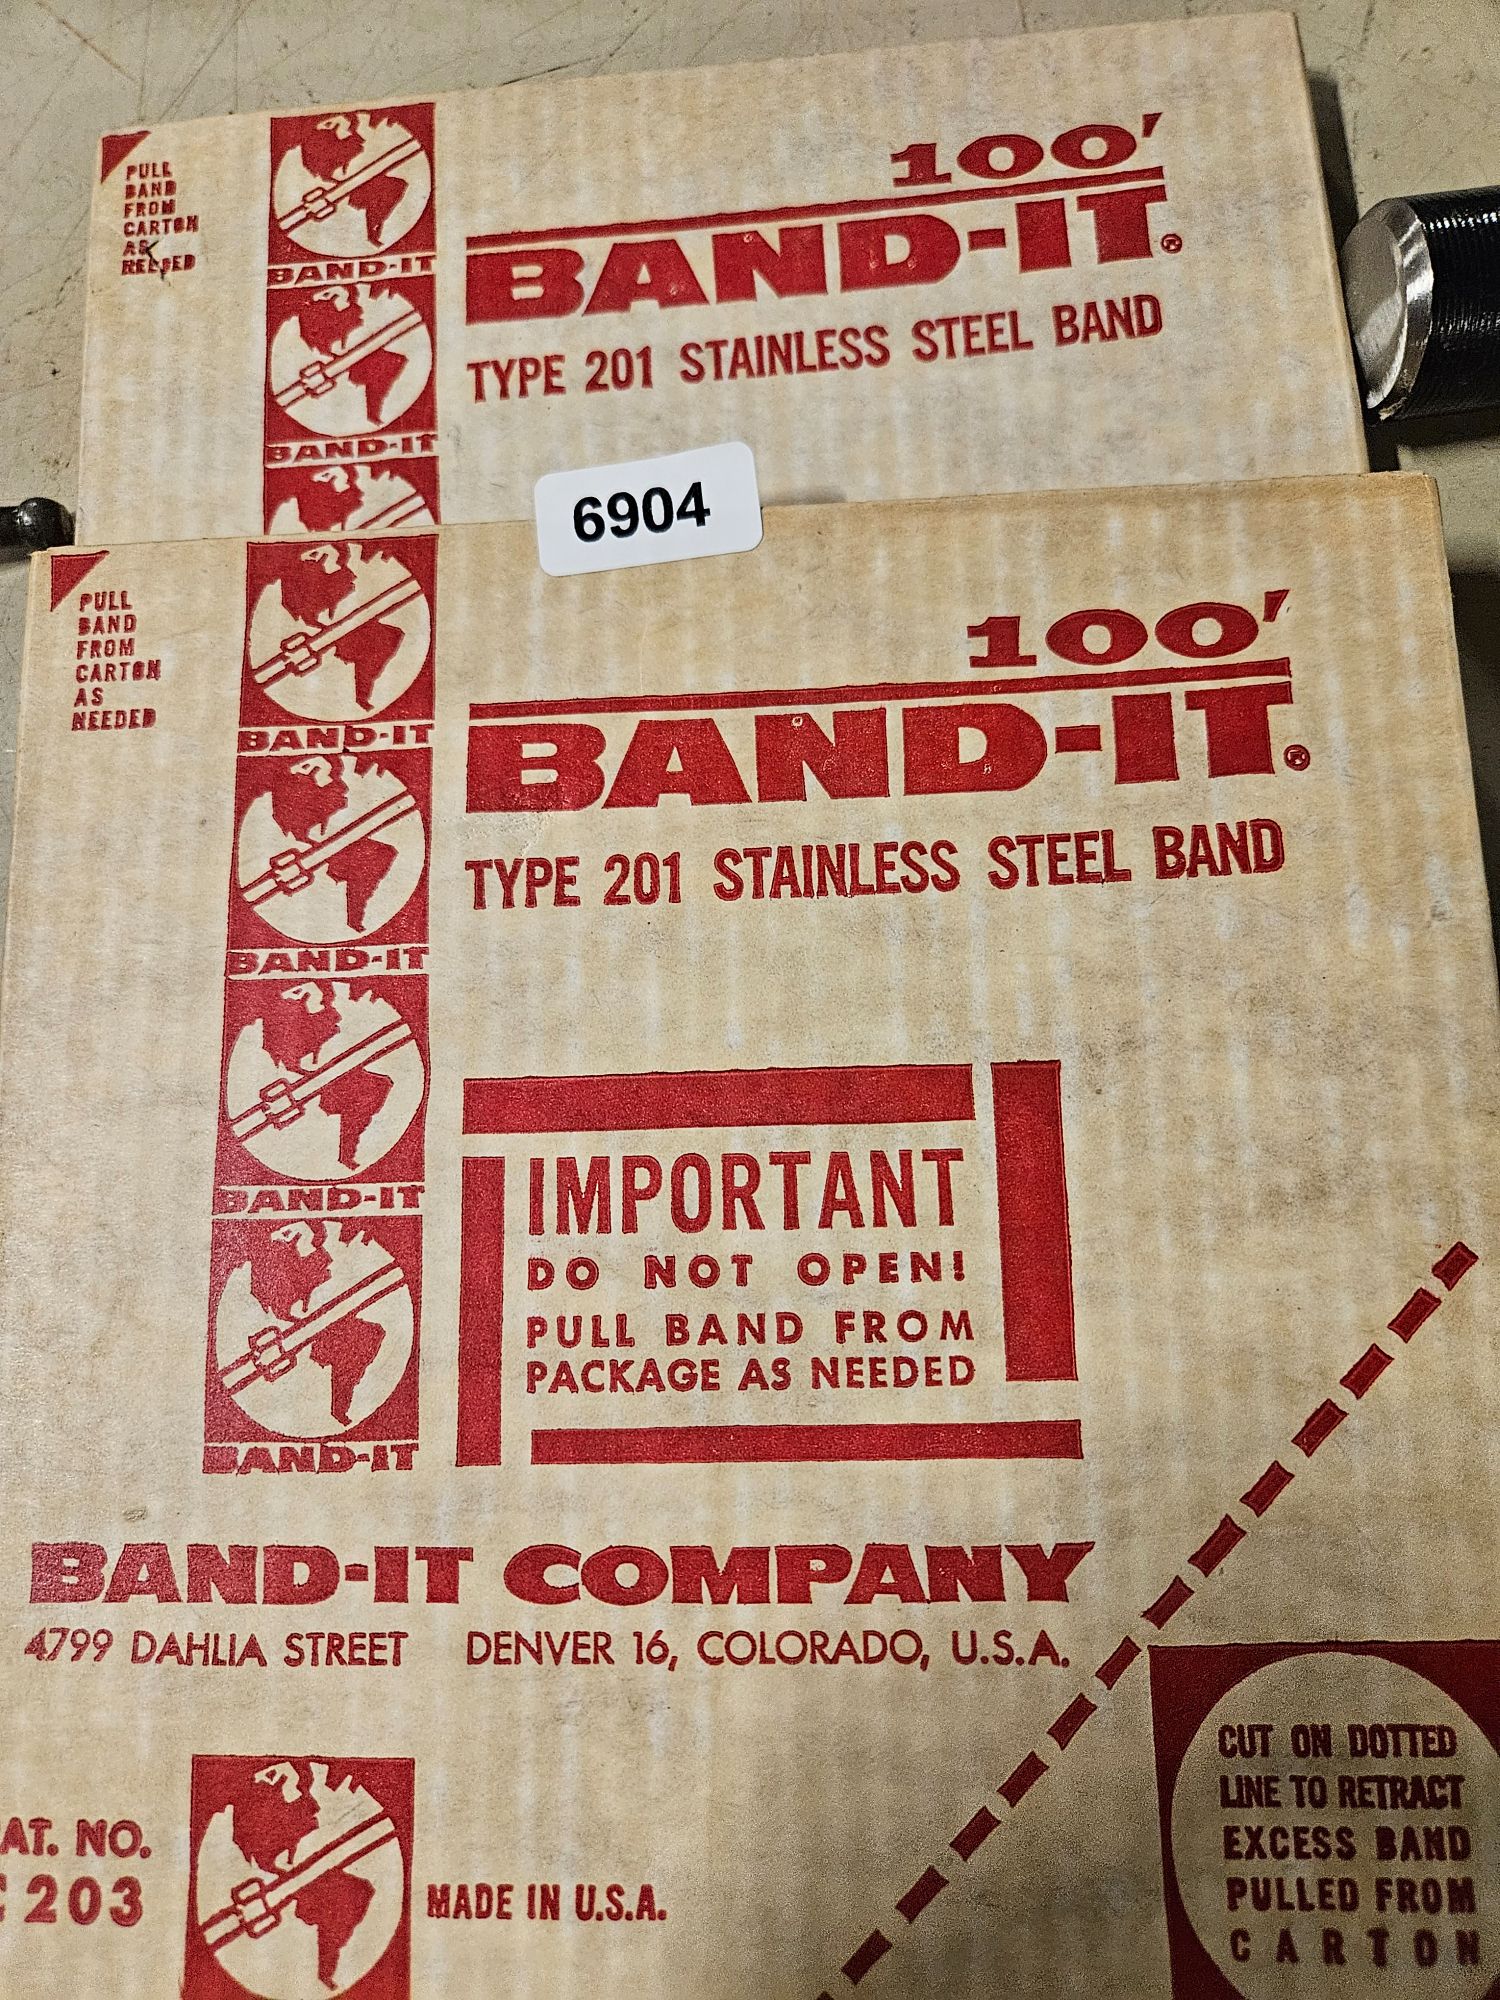 PULL
BAND
FROM
CARTON
AS
100'
BAND-IT®
TYPE 201 STAINLESS STEEL BAND
BAND-IT
BAND-IT
6904
PULL
BAND
FROM
CARTON
AS
NEEDED
100'
BAND-IT®
TYPE 201 STAINLESS STEEL BAND
BAND-IT
BAND-IT
BAND-IT
BAND-IT
IMPORTANT
DO NOT OPEN!
PULL BAND FROM
PACKAGE AS NEEDED
BAND-IT COMPANY
4799 DAHLIA STREET DENVER 16, COLORADO, U.S.A.
AT. NO.
203
MADE IN U.S.A.
CUT ON DOTTED
LINE TO RETRACT
EXCESS BAND
PULLED FROM
CARTON